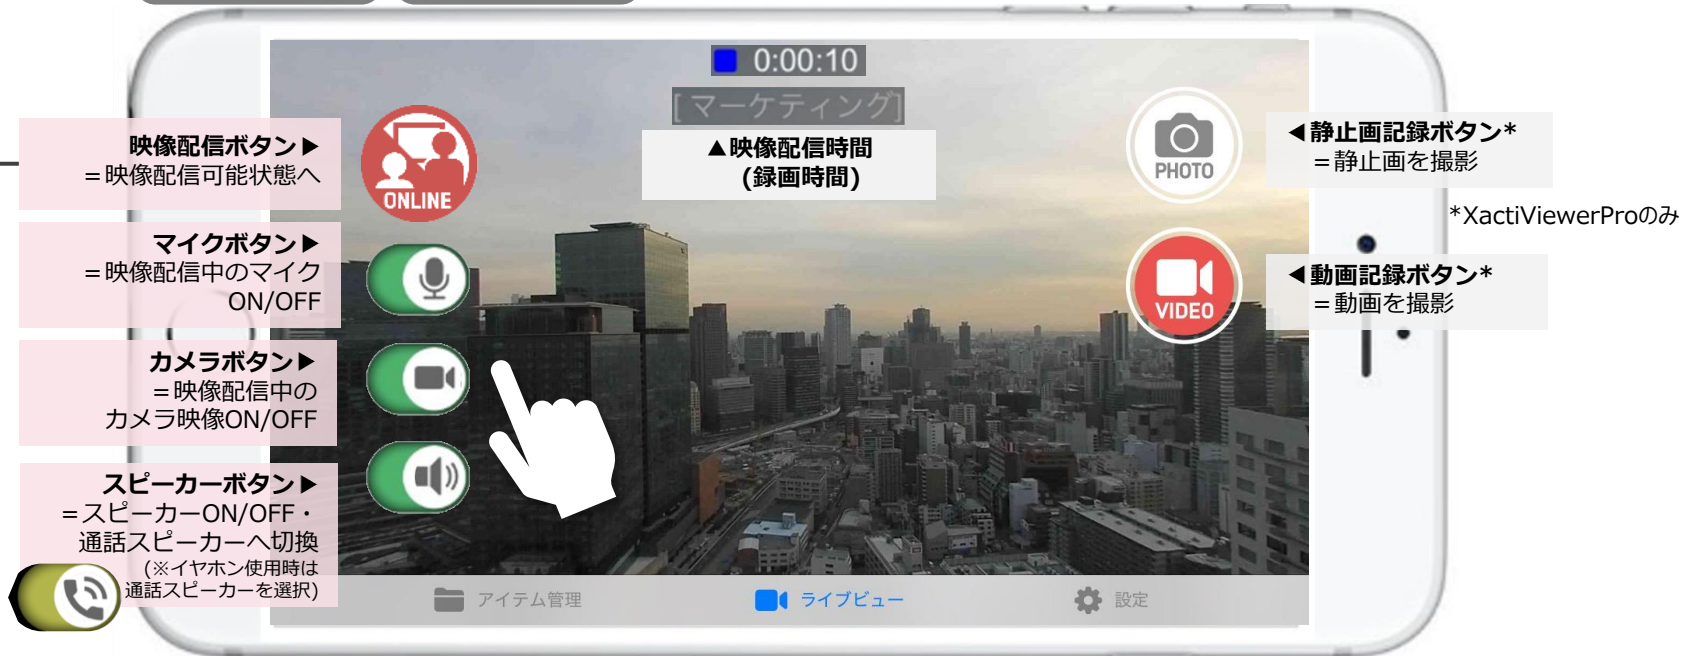 0:00:10
[マーケティング]
▲映像配信時間
(録画時間)
映像配信ボタン▶
＝映像配信可能状態へ
ONLINE
マイクボタン▶
＝映像配信中のマイク
ON/OFF
カメラボタン▶
＝映像配信中の
カメラ映像ON/OFF
スピーカーボタン▶
＝スピーカーON/OFF・
通話スピーカーへ切換
(※イヤホン使用時は
通話スピーカーを選択)
PHOTO
◀静止画記録ボタン*
＝静止画を撮影
*XactiViewerProのみ
VIDEO
◀動画記録ボタン*
＝動画を撮影
アイテム管理
ライブビュー
設定